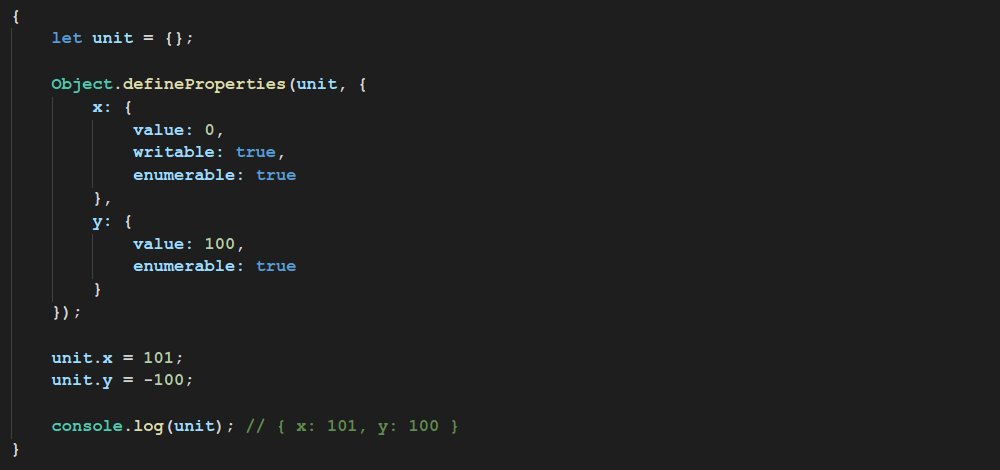 {
    let unit = {};

    Object.defineProperties(unit, {
        x: {
            value: 0,
            writable: true,
            enumerable: true
        },
        y: {
            value: 100,
            enumerable: true
        }
    });

    unit.x = 101;
    unit.y = -100;

    console.log(unit); // { x: 101, y: 100 }
}